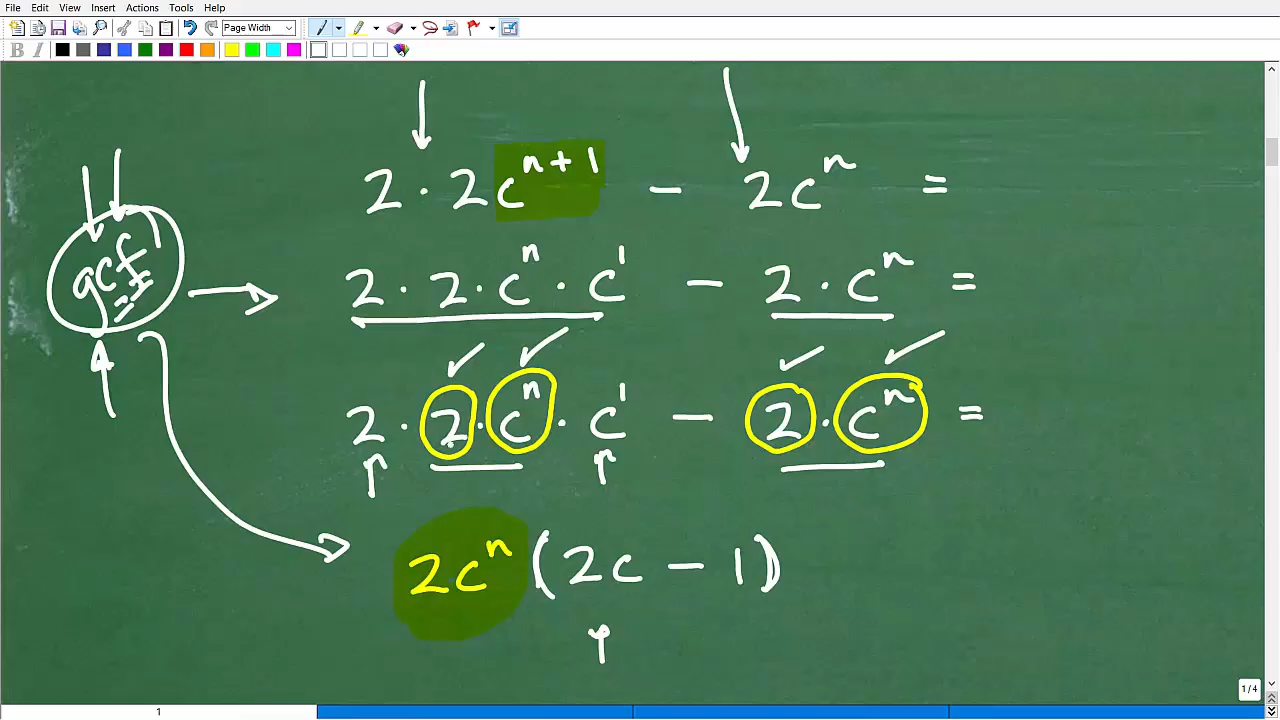 File Edit View Insert Actions Tools Help
Page Width
B I
2 · 2c^{n+1} - 2c^n =
gcf
2 · 2 · c^n · c^1 - 2 · c^n =
2 · 2 · c^n · c^1 - 2 · c^n =
2c^n (2c - 1)
1/4
1